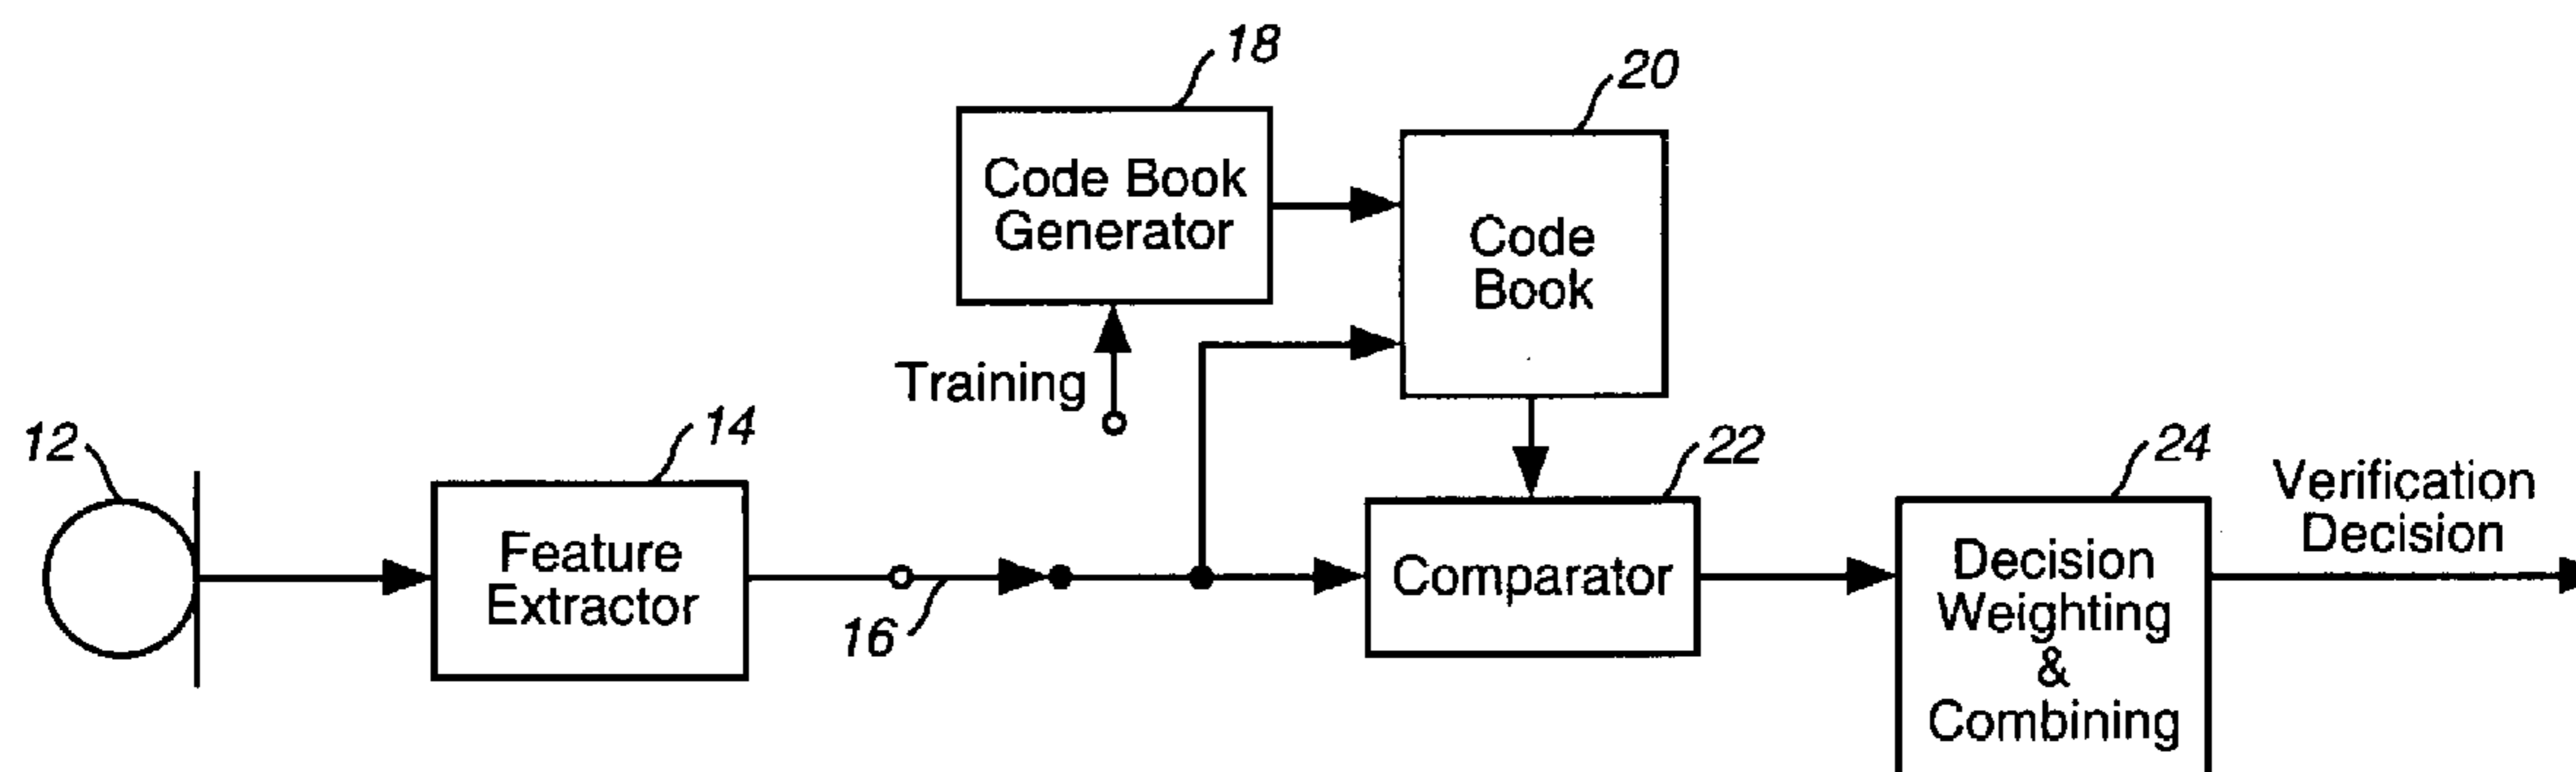 18
20
Code Book
Generator
Code
Book
Training
12
14
22
24
Verification
Decision
Feature
Extractor
16
Comparator
Decision
Weighting
&
Combining